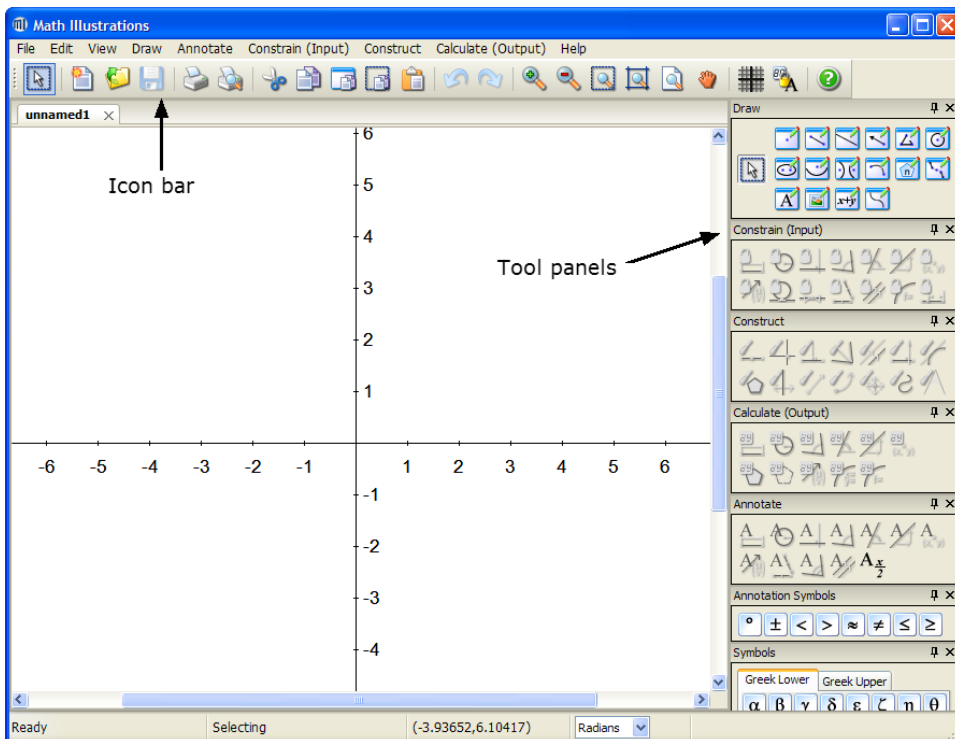 Math Illustrations
File Edit View Draw Annotate Constrain (Input) Construct Calculate (Output) Help
unnamed1
Icon bar
Tool panels
6
5
4
3
2
1
-6 -5 -4 -3 -2 -1 1 2 3 4 5 6
-1
-2
-3
-4
Draw
A x+y
Constrain (Input)
Construct
Calculate (Output)
Annotate
A A A A A A A
A A A A A x/2
Annotation Symbols
° ± < > ≈ ≠ ≤ ≥
Symbols
Greek Lower Greek Upper
α β γ δ ε ζ η θ
Ready Selecting (-3.93652,6.10417) Radians